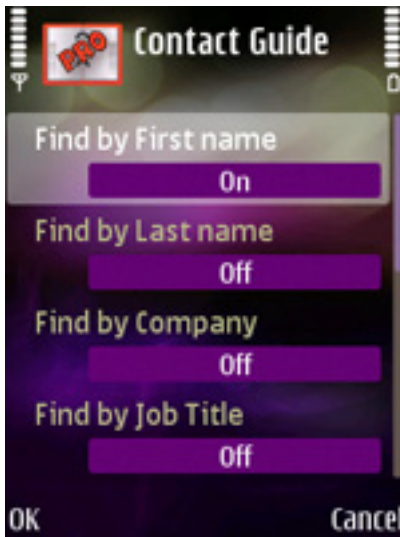 PRO
Contact Guide
Find by First name
On
Find by Last name
Off
Find by Company
Off
Find by Job Title
Off
OK
Cancel